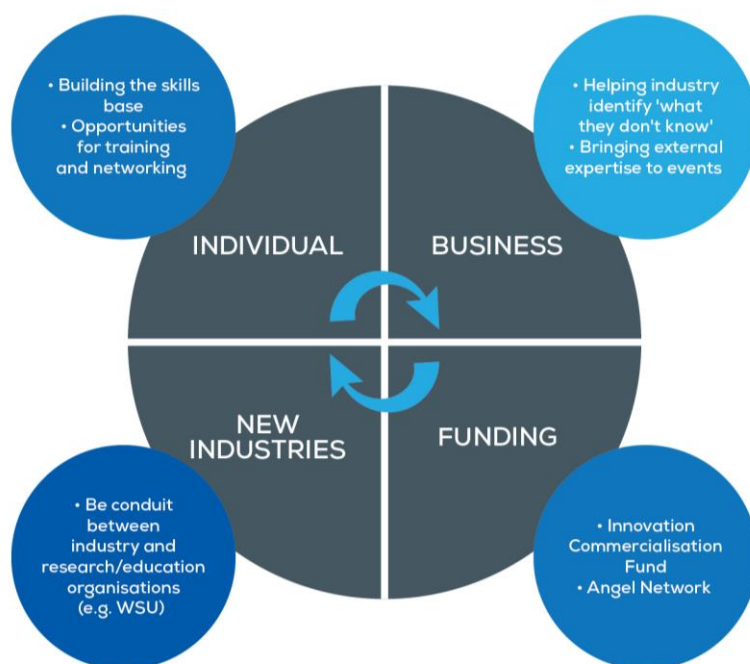 • Building the skills
base
• Opportunities
for training
and networking
• Helping industry
identify 'what
they don't know'
• Bringing external
expertise to events
INDIVIDUAL
BUSINESS
NEW
INDUSTRIES
FUNDING
• Be conduit
between
industry and
research/education
organisations
(e.g. WSU)
• Innovation
Commercialisation
Fund
• Angel Network